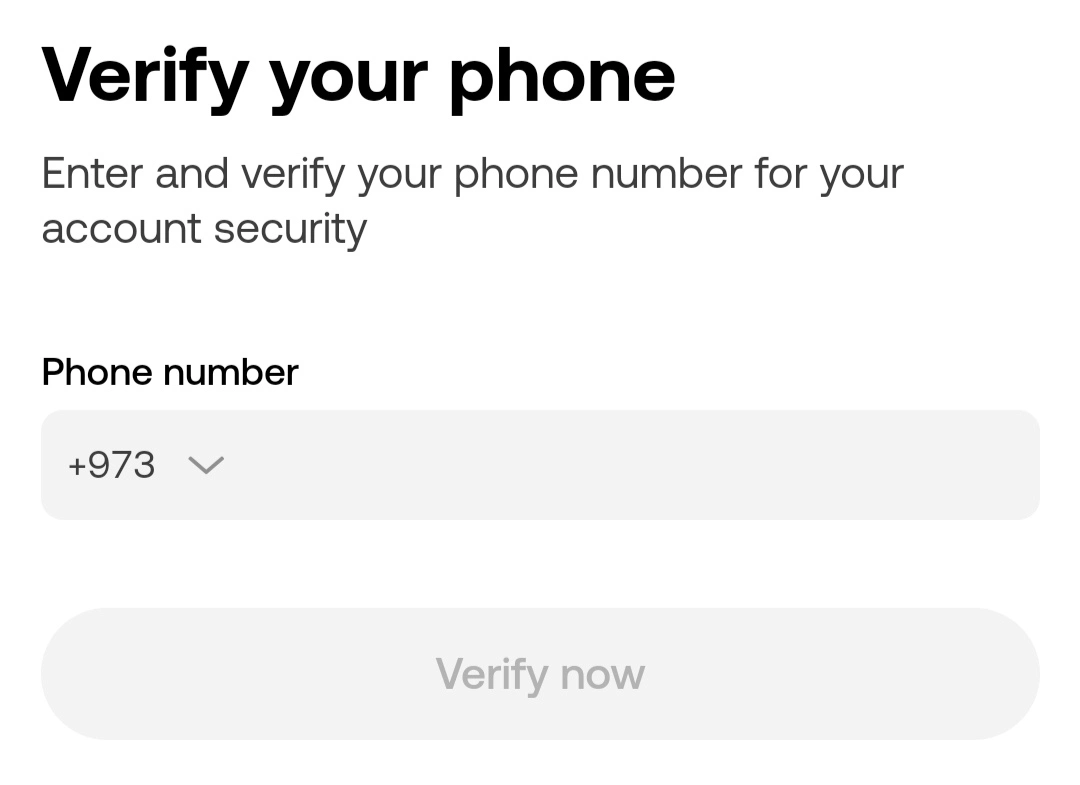 Verify your phone
Enter and verify your phone number for your
account security
Phone number
+973
Verify now